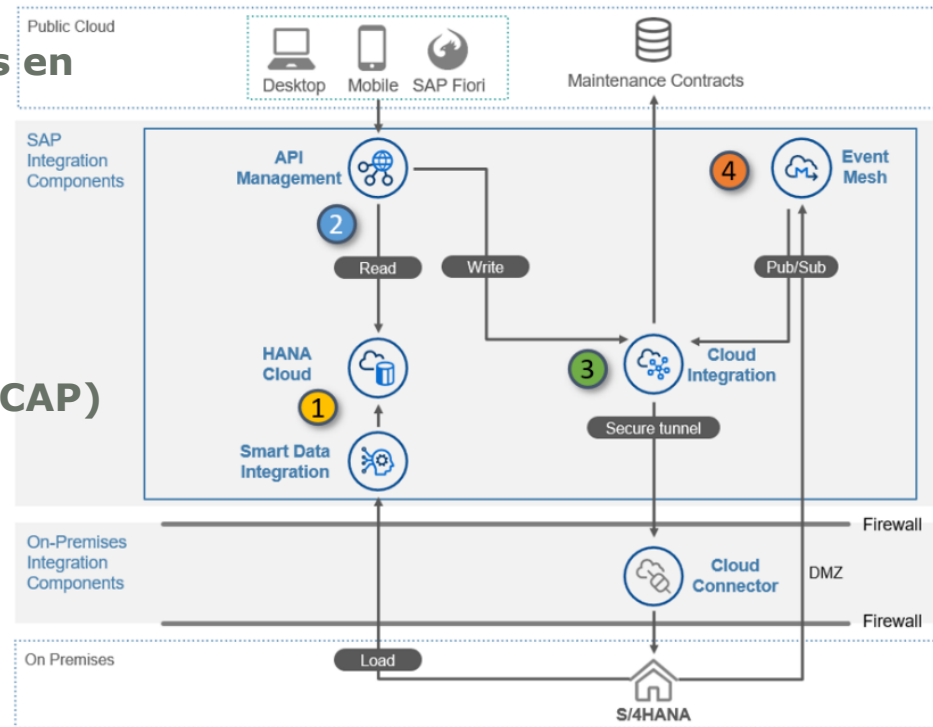 Public Cloud
s en
Desktop
Mobile
SAP Fiori
Maintenance Contracts
SAP
Integration
Components
API
Management
4
Event
Mesh
2
Read
Write
Pub/Sub
HANA
Cloud
3
Cloud
Integration
CAP)
1
Secure tunnel
Smart Data
Integration
Firewall
On-Premises
Integration
Components
Cloud
Connector
DMZ
Firewall
On Premises
Load
S/4HANA